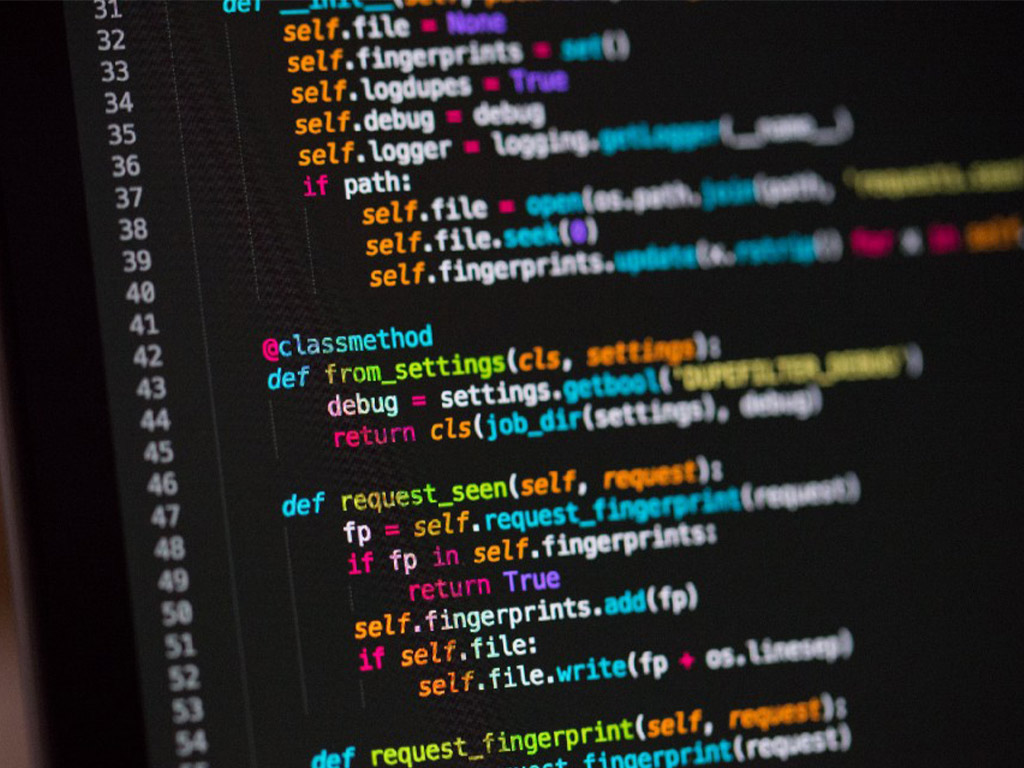 31 def __init__(self,
32 self.file = None
33 self.fingerprints = set()
34 self.logdupes = True
35 self.debug = debug
36 self.logger = logging.getLogger(__name__)
37 if path:
38 self.file = open(os.path.join(path, 'requests.seen'
39 self.file.seek(0)
40 self.fingerprints.update(x.rstrip() for x in self.
41
42 @classmethod
43 def from_settings(cls, settings):
44 debug = settings.getbool('DUPEFILTER_DEBUG')
45 return cls(job_dir(settings), debug)
46
47 def request_seen(self, request):
48 fp = self.request_fingerprint(request)
49 if fp in self.fingerprints:
50 return True
51 self.fingerprints.add(fp)
52 if self.file:
53 self.file.write(fp + os.linesep)
54
def request_fingerprint(self, request):
request_fingerprint(request)